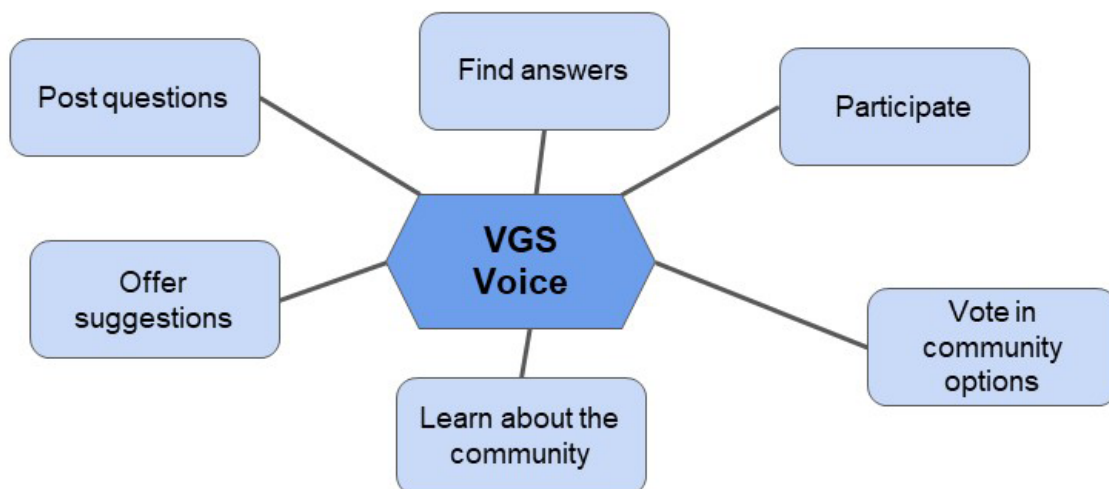 Post questions
Find answers
Participate
VGS
Voice
Offer
suggestions
Vote in
community
options
Learn about the
community